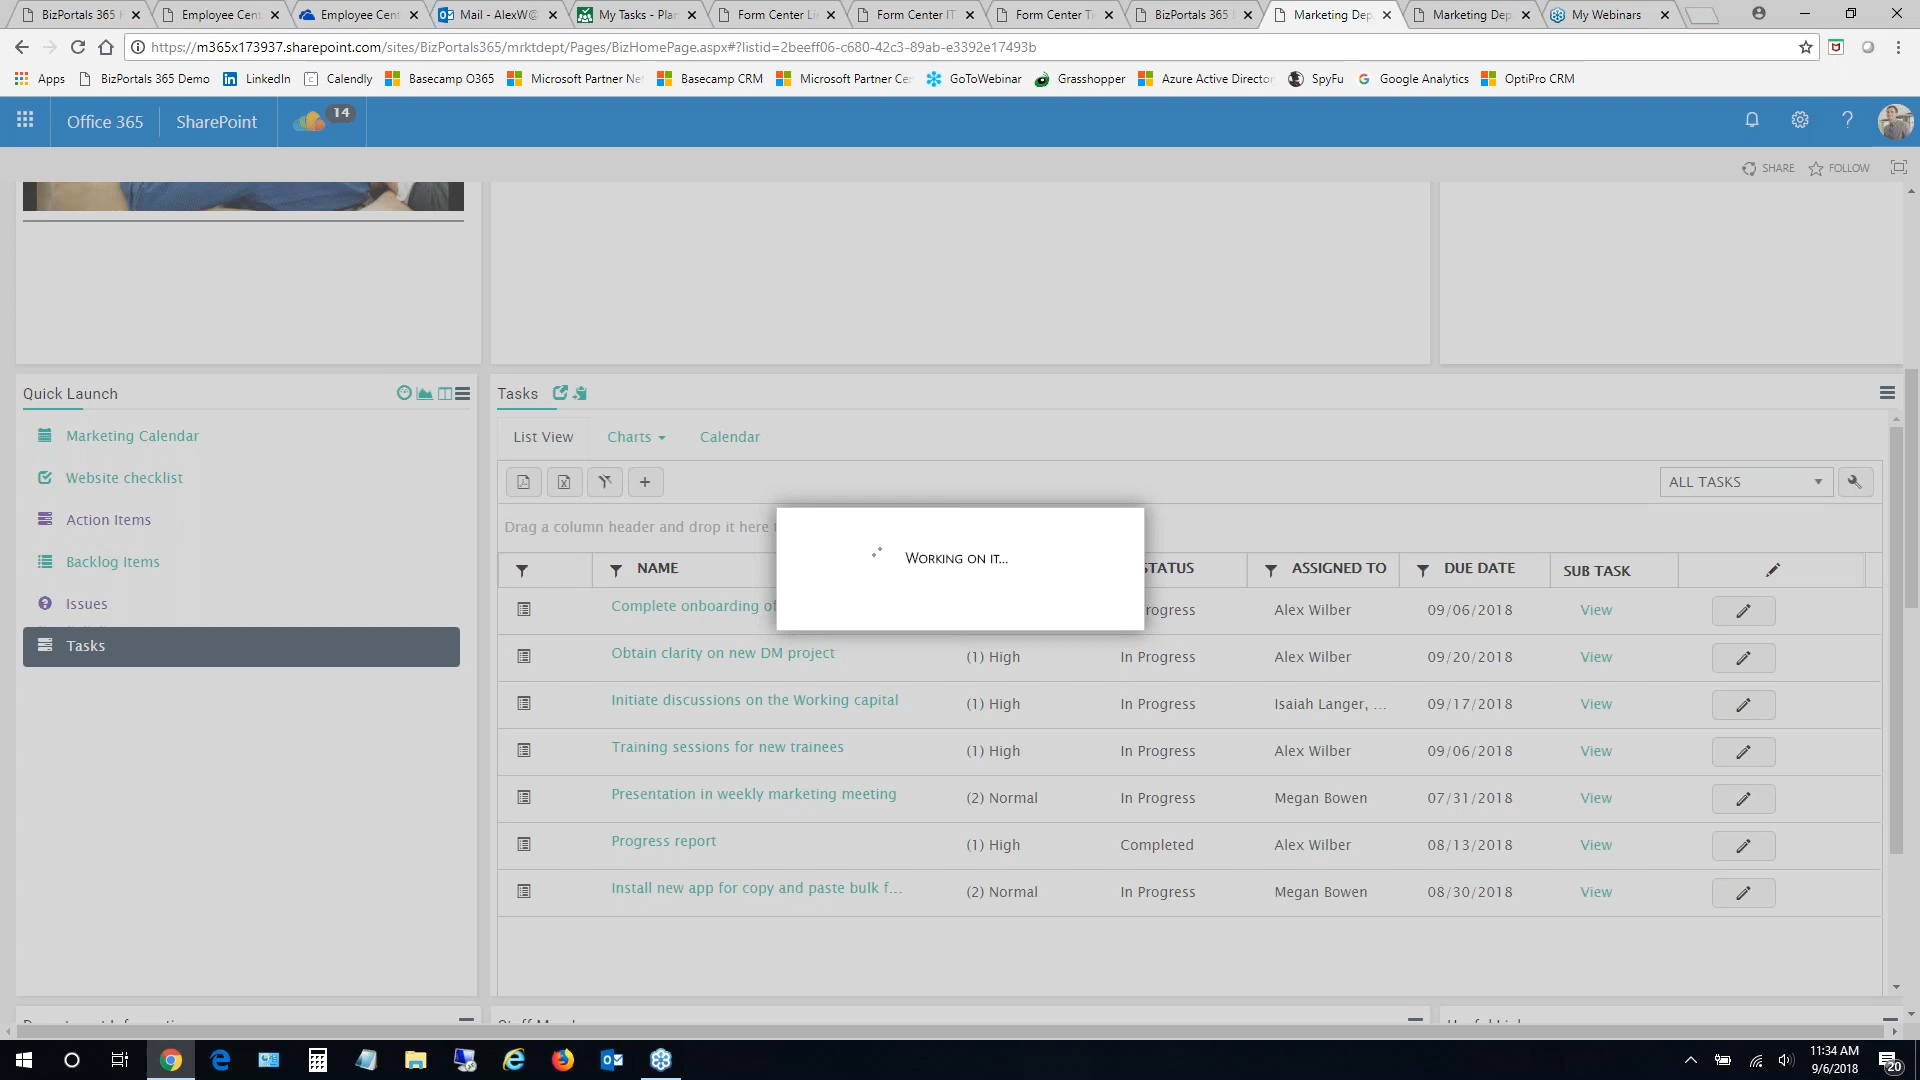 BizPortals 365 H
Employee Cent
Employee Cent
Mail - AlexW@
My Tasks - Plan
Form Center Li
Form Center IT
Form Center Ti
BizPortals 365
Marketing Dep
Marketing Dep
My Webinars
https://m365x173937.sharepoint.com/sites/BizPortals365/mrktdept/Pages/BizHomePage.aspx#?listid=2beeff06-c680-42c3-89ab-e3392e17493b
Apps BizPortals 365 Demo LinkedIn Calendly Basecamp O365 Microsoft Partner Ne Basecamp CRM Microsoft Partner Ce GoToWebinar Grasshopper Azure Active Director SpyFu Google Analytics OptiPro CRM
Office 365 SharePoint 14
SHARE FOLLOW
Quick Launch
Marketing Calendar
Website checklist
Action Items
Backlog Items
Issues
Tasks
Tasks
List View Charts Calendar
ALL TASKS
Drag a column header and drop it here
Working on it...
NAME TATUS ASSIGNED TO DUE DATE SUB TASK
Complete onboarding of rogress Alex Wilber 09/06/2018 View
Obtain clarity on new DM project (1) High In Progress Alex Wilber 09/20/2018 View
Initiate discussions on the Working capital (1) High In Progress Isaiah Langer, ... 09/17/2018 View
Training sessions for new trainees (1) High In Progress Alex Wilber 09/06/2018 View
Presentation in weekly marketing meeting (2) Normal In Progress Megan Bowen 07/31/2018 View
Progress report (1) High Completed Alex Wilber 08/13/2018 View
Install new app for copy and paste bulk f... (2) Normal In Progress Megan Bowen 08/30/2018 View
11:34 AM
9/6/2018
20